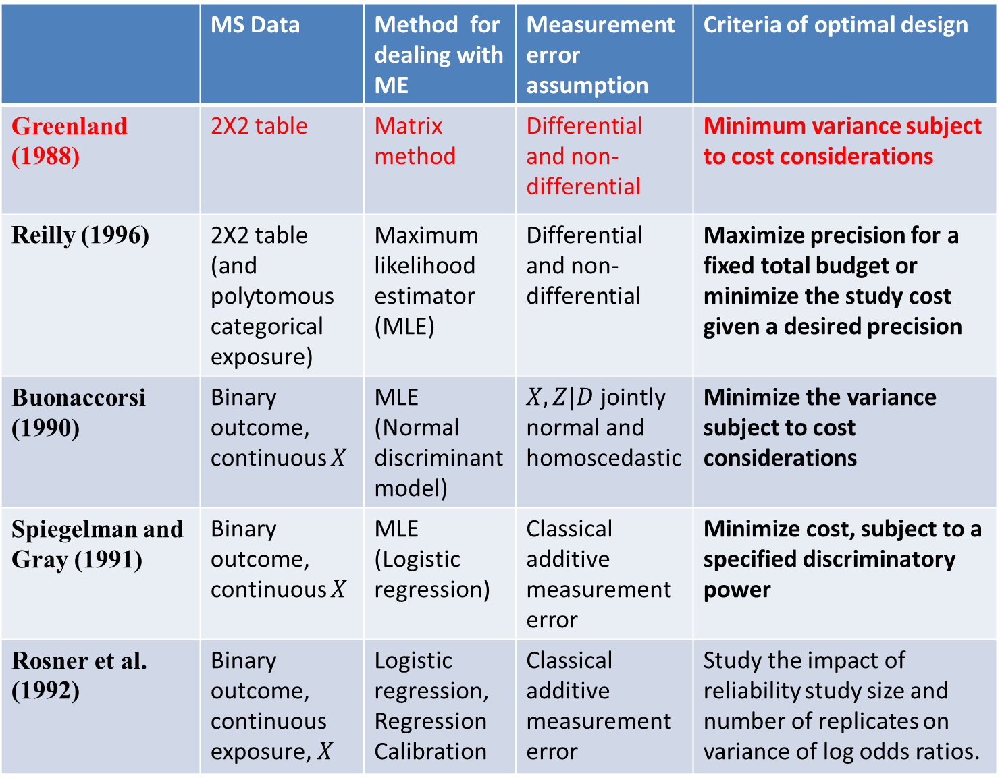 MS Data
Method for
dealing with
ME
Measurement
error
assumption
Criteria of optimal design
Greenland
(1988)
2X2 table
Matrix
method
Differential
and non-
differential
Minimum variance subject
to cost considerations
Reilly (1996)
2X2 table
(and
polytomous
categorical
exposure)
Maximum
likelihood
estimator
(MLE)
Differential
and non-
differential
Maximize precision for a
fixed total budget or
minimize the study cost
given a desired precision
Buonaccorsi
(1990)
Binary
outcome,
continuous X
MLE
(Normal
discriminant
model)
X, Z|D jointly
normal and
homoscedastic
Minimize the variance
subject to cost
considerations
Spiegelman and
Gray (1991)
Binary
outcome,
continuous X
MLE
(Logistic
regression)
Classical
additive
measurement
error
Minimize cost, subject to a
specified discriminatory
power
Rosner et al.
(1992)
Binary
outcome,
continuous
exposure, X
Logistic
regression,
Regression
Calibration
Classical
additive
measurement
error
Study the impact of
reliability study size and
number of replicates on
variance of log odds ratios.